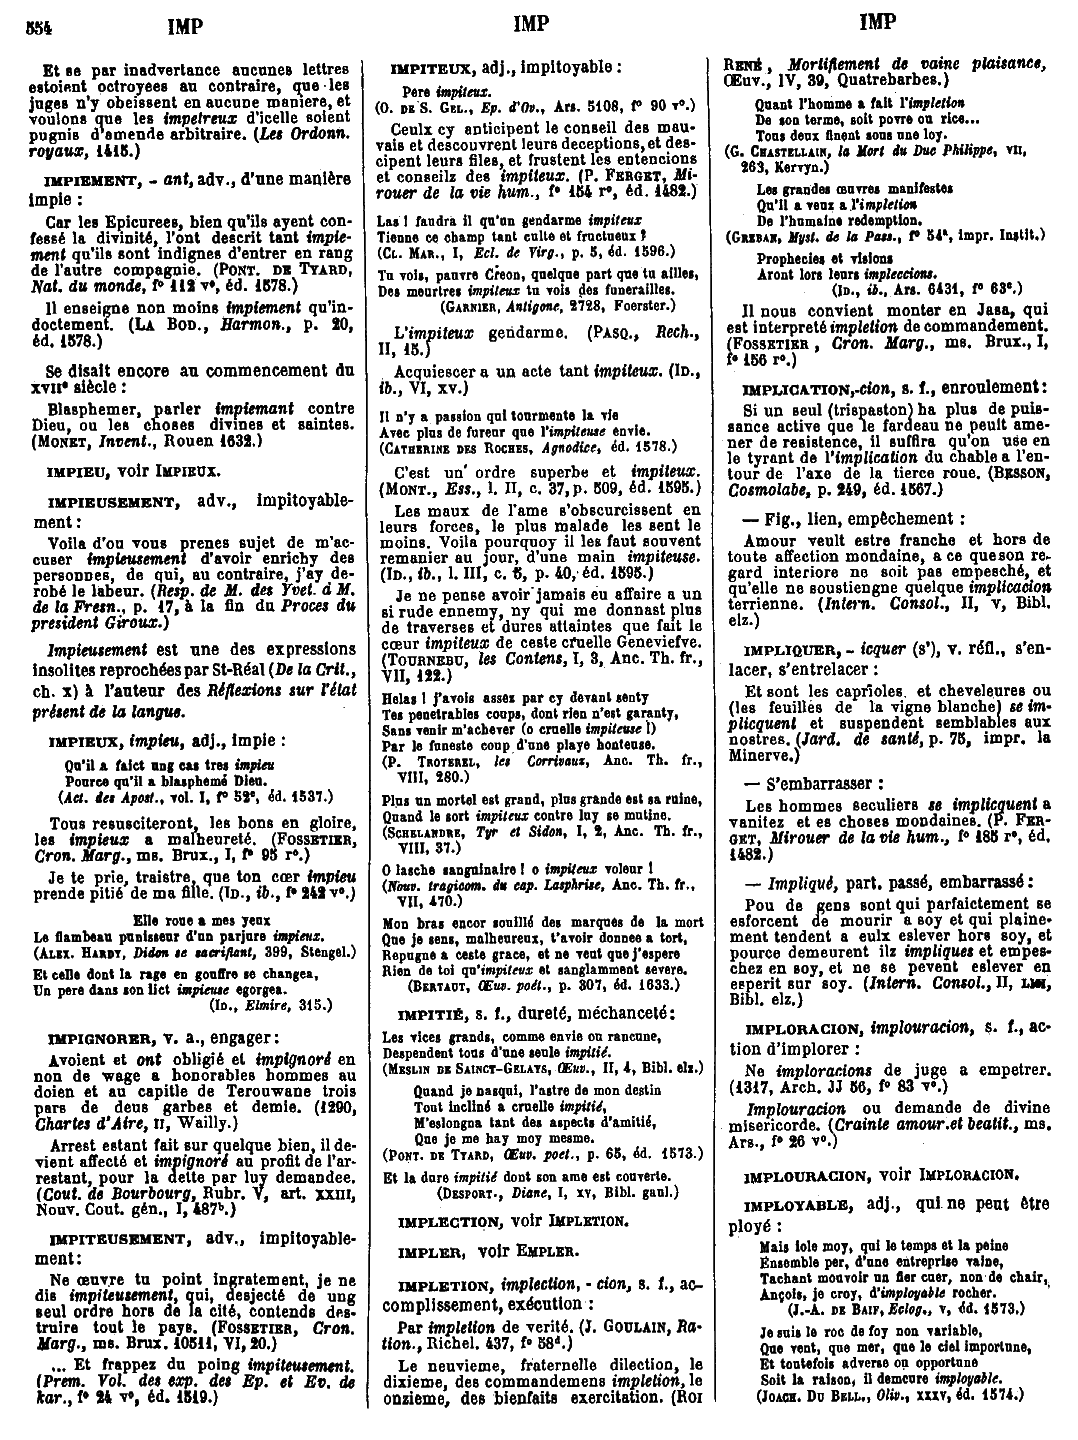 554 IMP IMP IMP
Et se par inadvertance aucunes lettres
estoient octroyees au contraire, que les
juges n'y obeissent en aucune maniere, et
voulons que les impetreux d'icelle soient
pugnis d'amende arbitraire. (Les Ordonn.
royaux, 1415.)
IMPIEMENT, - ant, adv., d'une manière
impie :
Car les Epicurees, bien qu'ils ayent con-
fessé la divinité, l'ont descrit tant impie-
ment qu'ils sont indignes d'entrer en rang
de l'autre compagnie. (PONT. DE TYARD,
Nat. du monde, f° 112 v°, éd. 1578.)
Il enseigne non moins impiement qu'in-
doctement. (LA BOD., Harmon., p. 20,
éd. 1578.)
Se disait encore au commencement du
XVIIe siècle :
Blasphemer, parler impiemant contre
Dieu, ou les choses divines et saintes.
(MONET, Invent., Rouen 1632.)
IMPIEU, voir IMPIEUX.
IMPIEUSEMENT, adv., impitoyable-
ment :
Voila d'ou vous prenes sujet de m'ac-
cuser impieusement d'avoir enrichy des
personnes, de qui, au contraire, j'ay de-
robé le labeur. (Resp. de M. des Yvet. à M.
de la Fresn., p. 17, à la fin du Proces du
president Giroux.)
Impieusement est une des expressions
insolites reprochées par St-Réal (De la Crit.,
ch. X) à l'auteur des Réflexions sur l'état
présent de la langue.
IMPIEUX, impieu, adj., impie :
Qu'il a faict ung cas tres impieu
Pource qu'il a blasphemé Dieu.
(Act. des Apost., vol. I, f° 52c, éd. 1537.)
Tous resusciteront, les bons en gloire,
les impieux a malheureté. (FOSSETIER,
Cron. Marg., ms. Brux., I, f° 95 r°.)
Je te prie, traistre, que ton cœr impieu
prende pitié de ma fille. (ID., ib., f° 242 v°.)
Elle roue a mes yeux
Le flambeau punisseur d'un parjure impieux.
(ALEX. HARDY, Didon se sacrifiant, 399, Stengel.)
Et celle dont la rage en gouffre se changea,
Un pere dans son lict impieuse egorgea.
(ID., Elmire, 315.)
IMPIGNORER, v. a., engager :
Avoient et ont obligié et impignoré en
non de wage a honorables hommes au
doien et au capitle de Terouwane trois
pars de deus garbes et demie. (1290,
Chartes d'Aire, II, Wailly.)
Arrest estant fait sur quelque bien, il de-
vient affecté et impignoré au profit de l'ar-
restant, pour la dette par luy demandee.
(Cout. de Bourbourg, Rubr. V, art. XXIII,
Nouv. Cout. gén., I, 487b.)
IMPITEUSEMENT, adv., impitoyable-
ment :
Ne œuvre tu point ingratement, je ne
dis impiteusement, qui, desjecté de ung
seul ordre hors de la cité, contends des-
truire tout le pays. (FOSSETIER, Cron.
Marg., ms. Brux. 10511, VI, 20.)
... Et frappez du poing impiteusement.
(Prem. Vol. des exp. des Ep. et Ev. de
kar., f° 24 v°, éd. 1519.)
IMPITEUX, adj., impitoyable :
Pere impiteux.
(O. DE S. GEL., Ep. d'Ov., Ars. 5108, f° 90 v°.)
Ceulx cy anticipent le conseil des mau-
vais et descouvrent leurs deceptions, et des-
cipent leurs files, et frustent les entencions
et conseilz des impiteux. (P. FERGET, Mi-
rouer de la vie hum., f° 154 r°, éd. 1482.)
Las ! faudra il qu'un gendarme impiteux
Tienne ce champ tant culte et fructueux ?
(CL. MAR., I, Ecl. de Virg., p. 5, éd. 1596.)
Tu vois, pauvre Creon, quelque part que tu ailles,
Des meurtres impiteux tu vois des funerailles.
(GARNIER, Antigone, 2728, Foerster.)
L'impiteux gendarme. (PASQ., Rech.,
II, 15.)
Acquiescer a un acte tant impiteux. (ID.,
ib., VI, XV.)
Il n'y a passion qui tourmente la vie
Avec plus de fureur que l'impiteuse envie.
(CATHERINE DES ROCHES, Agnodice, éd. 1578.)
C'est un ordre superbe et impiteux.
(MONT., Ess., l. II, c. 37, p. 509, éd. 1595.)
Les maux de l'ame s'obscurcissent en
leurs forces, le plus malade les sent le
moins. Voila pourquoy il les faut souvent
remanier au jour, d'une main impiteuse.
(ID., ib., l. III, c. 5, p. 40, éd. 1595.)
Je ne pense avoir jamais eu affaire a un
si rude ennemy, ny qui me donnast plus
de traverses et dures attaintes que fait le
cœur impiteux de ceste cruelle Geneviefve.
(TOURNEBU, les Contens, I, 3, Anc. Th. fr.,
VII, 122.)
Helas ! j'avois assez par cy devant senty
Tes penetrables coups, dont rien n'est garanty,
Sans venir m'achever (o cruelle impiteuse !)
Par le funeste coup d'une playe honteuse.
(P. TROTEREL, les Corrivaux, Anc. Th. fr.,
VIII, 280.)
Plus un mortel est grand, plus grande est sa ruine,
Quand le sort impiteux contre luy se mutine.
(SCHELANDRE, Tyr et Sidon, I, 2, Anc. Th. fr.,
VIII, 37.)
O lasche sanguinaire ! o impiteux voleur !
(Nouv. tragicom. du cap. Lasphrise, Anc. Th. fr.,
VII, 470.)
Mon bras encor souillé des marques de la mort
Que je sens, malheureux, t'avoir donnee a tort,
Repugne a ceste grace, et ne veut que j'espere
Rien de toi qu'impiteux et sanglamment severe.
(BERTAUT, Œuv. poét., p. 307, éd. 1633.)
IMPITIÉ, s. f., dureté, méchanceté :
Les vices grands, comme envie ou rancune,
Despendent tous d'une seule impitié.
(MESLIN DE SAINCT-GELAYS, Œuv., II, 4, Bibl. elz.)
Quand je nasqui, l'astre de mon destin
Tout incliné a cruelle impitié,
M'eslongna tant des aspects d'amitié,
Que je me hay moy mesme.
(PONT. DE TYARD, Œuv. poet., p. 65, éd. 1573.)
Et la dure impitié dont son ame est couverte.
(DESPORT., Diane, I, XV, Bibl. gaul.)
IMPLECTION, voir IMPLETION.
IMPLER, voir EMPLER.
IMPLETION, implection, - cion, s. f., ac-
complissement, exécution :
Par impletion de verité. (J. GOULAIN, Ra-
tion., Richel. 437, f° 58d.)
Le neuvieme, fraternelle dilection, le
dixieme, des commandemens impletion, le
onzieme, des bienfaits exercitation. (ROI
RENÉ, Mortifiement de vaine plaisance,
Œuv., IV, 39, Quatrebarbes.)
Quant l'homme a fait l'impletion
De son terme, soit povre ou rice...
Tous deux finent sous une loy.
(G. CHASTELLAIN, la Mort du Duc Philippe, VII,
263, Kervyn.)
Les grandes œuvres manifestes
Qu'il a veux a l'impletion
De l'humaine redemption.
(GREBAN, Myst. de la Pass., f° 54a, impr. Instit.)
Prophecies et visions
Aront lors leurs impleccions.
(ID., ib., Ars. 6431, f° 63c.)
Il nous convient monter en Jasa, qui
est interpreté impletion de commandement.
(FOSSETIER, Cron. Marg., ms. Brux., I,
f° 156 r°.)
IMPLICATION, -cion, s. f., enroulement :
Si un seul (trispaston) ha plus de puis-
sance active que le fardeau ne peult ame-
ner de resistence, il suffira qu'on use en
le tyrant de l'implication du chable a l'en-
tour de l'axe de la tierce roue. (BESSON,
Cosmolabe, p. 249, éd. 1567.)
— Fig., lien, empêchement :
Amour veult estre franche et hors de
toute affection mondaine, a ce que son re-
gard interiore ne soit pas empesché, et
qu'elle ne soustiengne quelque implicacion
terrienne. (Intern. Consol., II, V, Bibl.
elz.)
IMPLIQUER, - icquer (s'), v. réfl., s'en-
lacer, s'entrelacer :
Et sont les caprioles et cheveleures ou
(les feuilles de la vigne blanche) se im-
plicquent et suspendent semblables aux
nostres. (Jard. de santé, p. 75, impr. la
Minerve.)
— S'embarrasser :
Les hommes seculiers se implicquent a
vanitez et es choses mondaines. (P. FER-
GET, Mirouer de la vie hum., f° 185 r°, éd.
1482.)
— Impliqué, part. passé, embarrassé :
Pou de gens sont qui parfaictement se
esforcent de mourir a soy et qui plaine-
ment tendent a eulx eslever hors soy, et
pource demeurent ilz impliques et empes-
chez en soy, et ne se pevent eslever en
esperit sur soy. (Intern. Consol., II,
Bibl. elz.)
IMPLORACION, implouracion, s. f., ac-
tion d'implorer :
Ne imploracions de juge a empetrer.
(1317, Arch. JJ 56, f° 83 v°.)
Implouracion ou demande de divine
misericorde. (Crainte amour. et beatit., ms.
Ars., f° 26 v°.)
IMPLOURACION, voir IMPLORACION.
IMPLOYABLE, adj., qui ne peut être
ployé :
Mais Iole moy, qui le temps et la peine
Ensemble per, d'une entreprise vaine,
Tachant mouvoir un fier cuer, non de chair,
Ançois, je croy, d'imployable rocher.
(J.-A. DE BAIF, Eclog., V, éd. 1573.)
Je suis le roc de foy non variable,
Que vent, que mer, que le ciel importune,
Et toutefois adverse ou opportune
Soit la raison, il demeure imployable.
(JOACH. DU BELL., Oliv., XXXV, éd. 1574.)